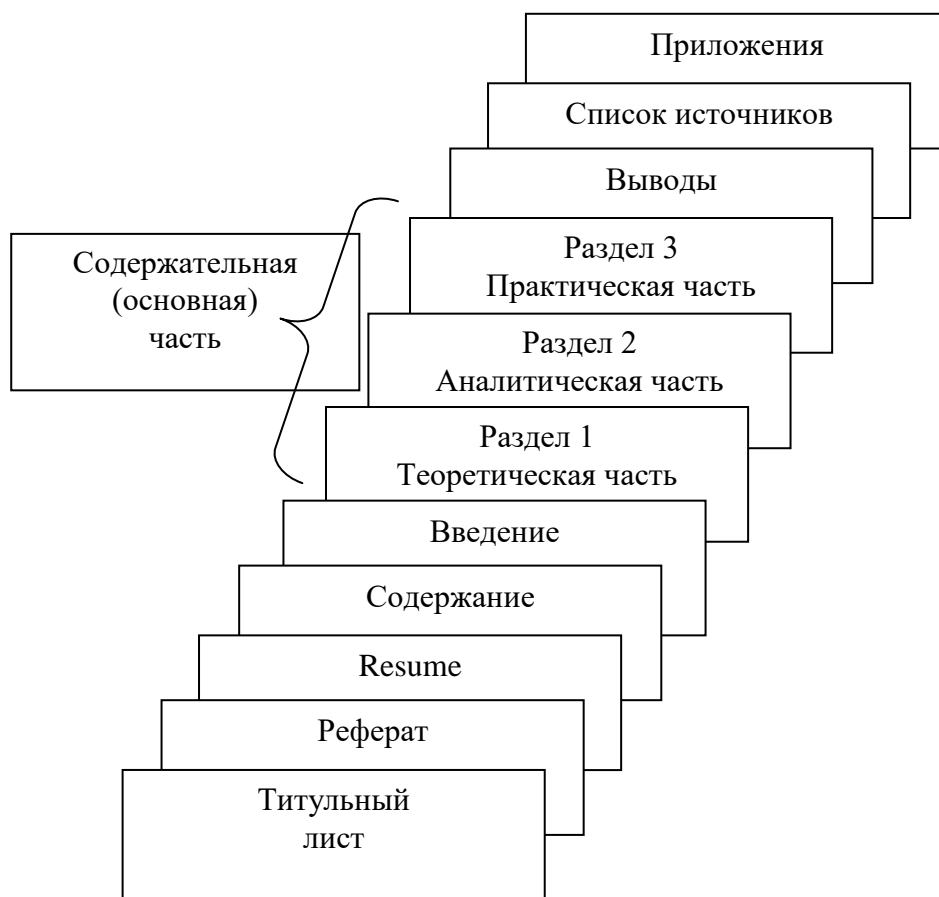 Приложения
Список источников
Выводы
Раздел 3
Практическая часть
Содержательная
(основная)
часть
Раздел 2
Аналитическая часть
Раздел 1
Теоретическая часть
Введение
Содержание
Resume
Реферат
Титульный
лист